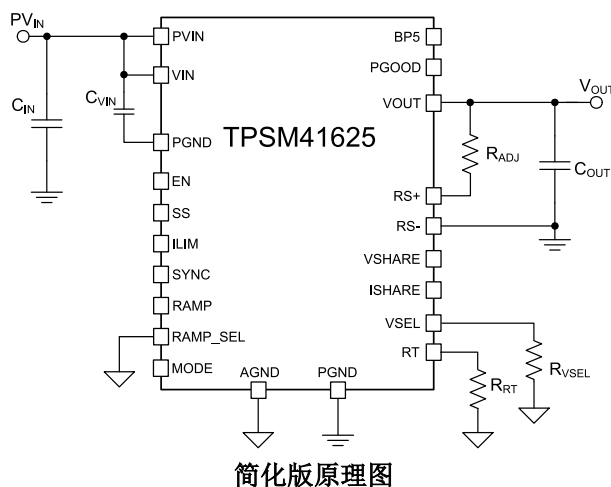 PVIN
PVIN
VIN
CIN
CVIN
PGND
EN
SS
ILIM
SYNC
RAMP
RAMP_SEL
MODE
TPSM41625
BP5
PGOOD
VOUT
VOUT
RADJ
COUT
RS+
RS-
VSHARE
ISHARE
VSEL
RT
RRT
RVSEL
AGND
PGND
简化版原理图